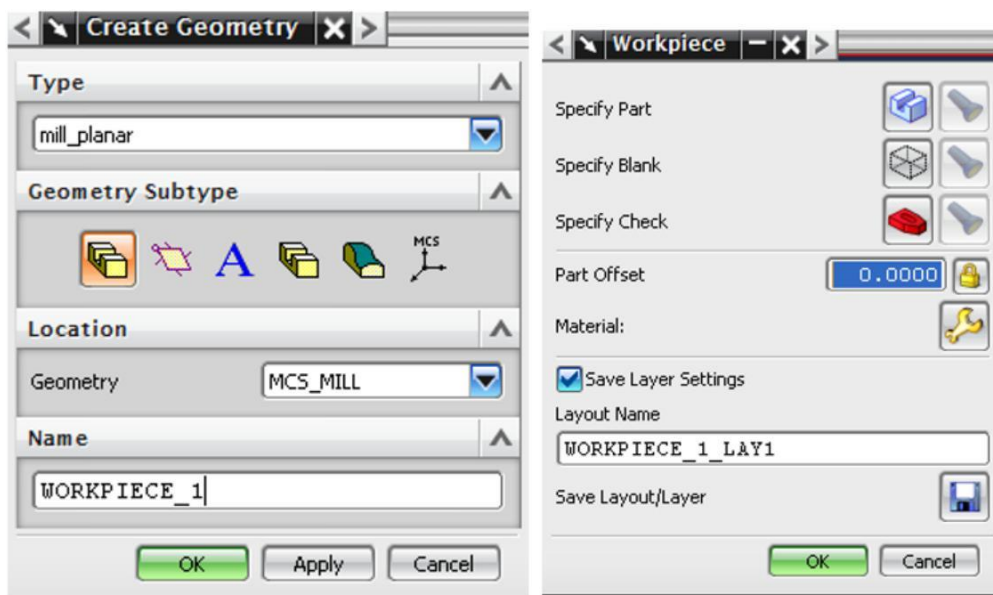 Create Geometry
Type
mill_planar
Geometry Subtype
A
MCS
Location
Geometry MCS_MILL
Name
WORKPIECE_1
OK Apply Cancel
Workpiece
Specify Part
Specify Blank
Specify Check
Part Offset 0.0000
Material:
Save Layer Settings
Layout Name
WORKPIECE_1_LAY1
Save Layout/Layer
OK Cancel